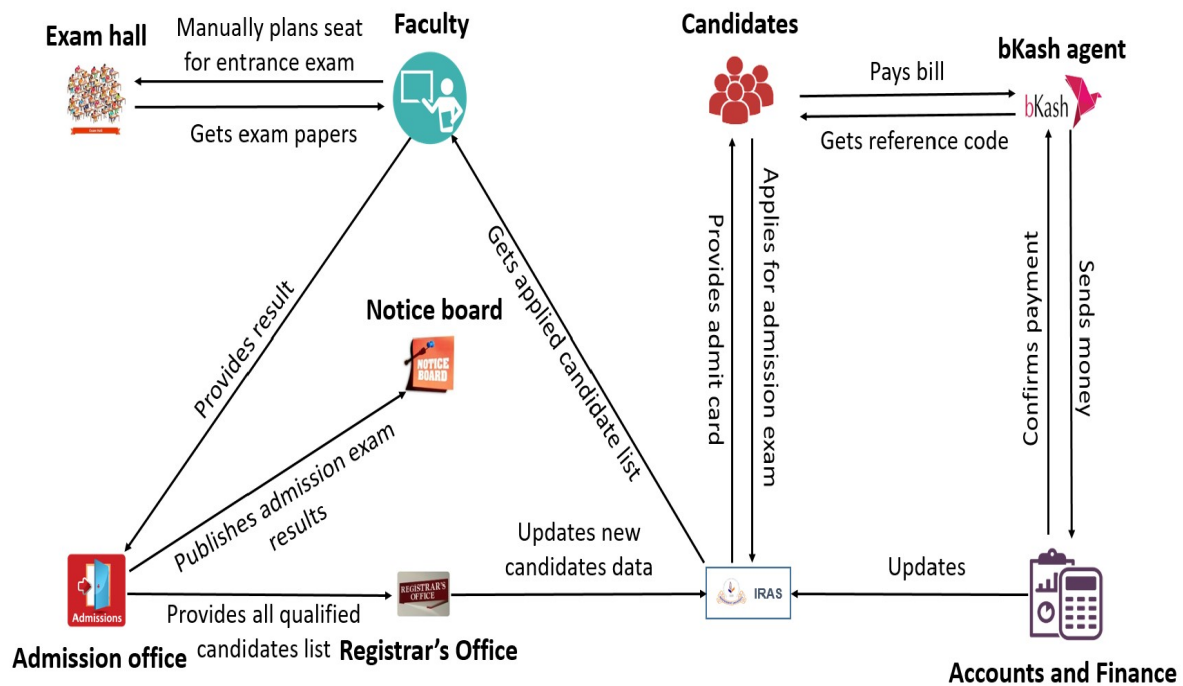 Exam hall
Manually plans seat
for entrance exam
Faculty
Candidates
bKash agent
Pays bill
bKash
Gets exam papers
Gets reference code
Provides result
Gets applied candidate list
Provides admit card
Applies for admission exam
Confirms payment
Sends money
Notice board
NOTICE
BOARD
Publishes admission exam
results
Updates new
candidates data
Updates
Admissions
REGISTRAR'S
OFFICE
IRAS
Provides all qualified
candidates list
Admission office
Registrar's Office
Accounts and Finance